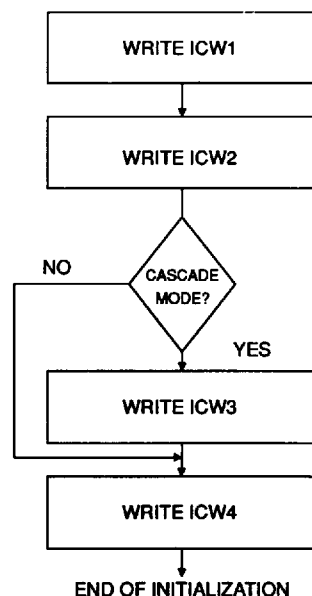 WRITE ICW1
WRITE ICW2
NO
CASCADE
MODE?
YES
WRITE ICW3
WRITE ICW4
END OF INITIALIZATION